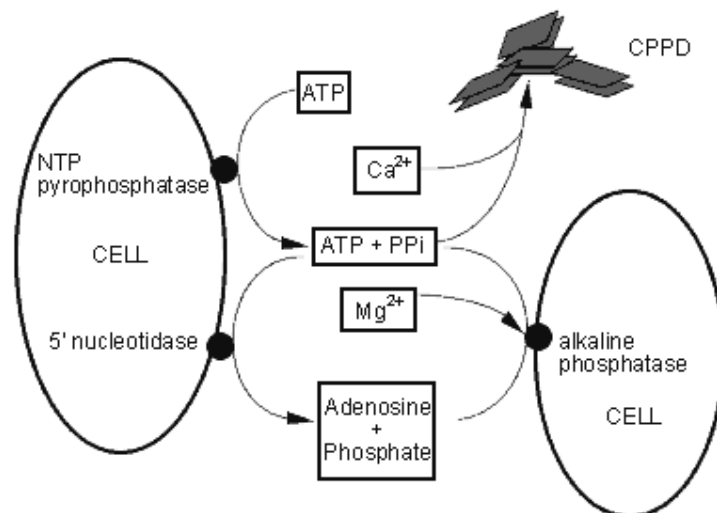 CPPD
ATP
NTP
pyrophosphatase
Ca²⁺
CELL
ATP + PPi
Mg²⁺
5' nucleotidase
alkaline
phosphatase
Adenosine
+
Phosphate
CELL